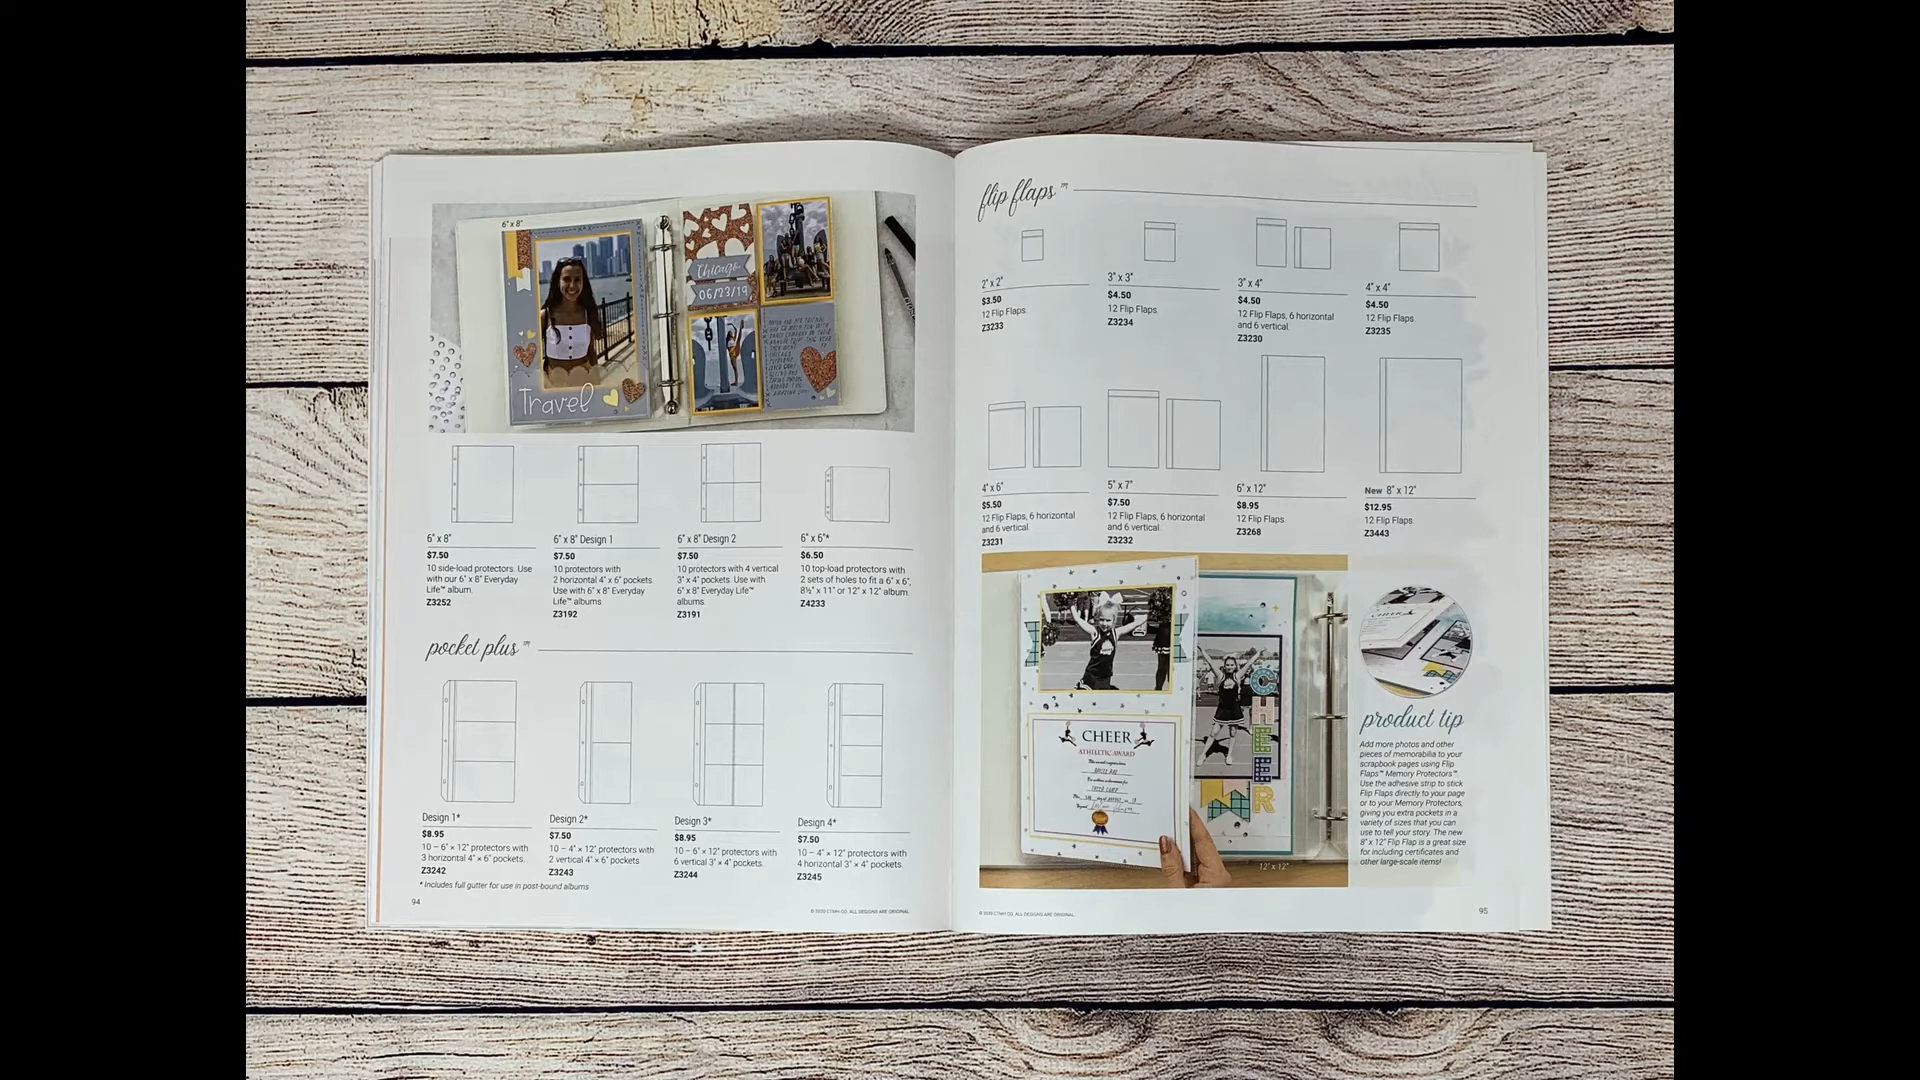 6" x 8"
Chicago
06/23/19
Travel
6" x 8"
$7.50
10 side-load protectors. Use
with our 6" x 8" Everyday
Life™ album.
Z3252
6" x 8" Design 1
$7.50
10 protectors with
2 horizontal 4" x 6" pockets.
Use with 6" x 8" Everyday
Life™ albums.
Z3192
6" x 8" Design 2
$7.50
10 protectors with 4 vertical
3" x 4" pockets. Use with
6" x 8" Everyday Life™
albums.
Z3191
6" x 6"*
$6.50
10 top-load protectors with
2 sets of holes to fit a 6" x 6",
8½" x 11" or 12" x 12" album.
Z4233
pocket plus™
Design 1*
$8.95
10 – 6" × 12" protectors with
3 horizontal 4" × 6" pockets.
Z3242
Design 2*
$7.50
10 – 4" × 12" protectors with
2 vertical 4" × 6" pockets
Z3243
Design 3*
$8.95
10 – 6" × 12" protectors with
6 vertical 3" × 4" pockets.
Z3244
Design 4*
$7.50
10 – 4" × 12" protectors with
4 horizontal 3" × 4" pockets.
Z3245
* Includes full gutter for use in post-bound albums
94
© 2020 CTMH CO. ALL DESIGNS ARE ORIGINAL.
flip flaps™
2" x 2"
$3.50
12 Flip Flaps.
Z3233
3" x 3"
$4.50
12 Flip Flaps.
Z3234
3" x 4"
$4.50
12 Flip Flaps, 6 horizontal
and 6 vertical.
Z3230
4" x 4"
$4.50
12 Flip Flaps.
Z3235
4" x 6"
$5.50
12 Flip Flaps, 6 horizontal
and 6 vertical.
Z3231
5" x 7"
$7.50
12 Flip Flaps, 6 horizontal
and 6 vertical.
Z3232
6" x 12"
$8.95
12 Flip Flaps.
Z3268
New 8" x 12"
$12.95
12 Flip Flaps.
Z3443
CHEER
ATHLETIC AWARD
CHEER
12" x 12"
product tip
Add more photos and other
pieces of memorabilia to your
scrapbook pages using Flip
Flaps™ Memory Protectors™.
Use the adhesive strip to stick
Flip Flaps directly to your page
or to your Memory Protectors,
giving you extra pockets in a
variety of sizes that you can
use to tell your story. The new
8" x 12" Flip Flap is a great size
for including certificates and
other large-scale items!
© 2020 CTMH CO. ALL DESIGNS ARE ORIGINAL.
95